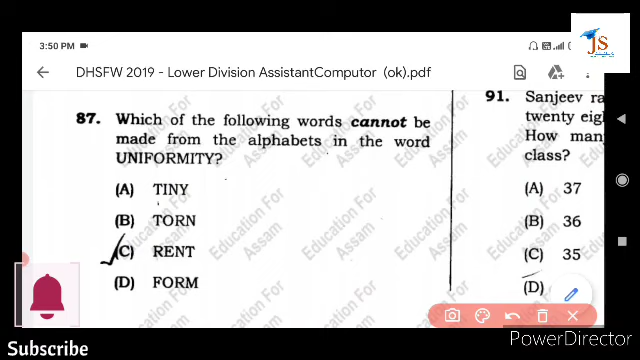 3:50 PM
JS
DHSFW 2019 - Lower Division AssistantComputor (ok).pdf
87. Which of the following words cannot be
made from the alphabets in the word
UNIFORMITY?
(A) TINY
(B) TORN
(C) RENT
(D) FORM
91. Sanjeev ra
twenty eigh
How man
class?
(A) 37
(B) 36
(C) 35
(D)
Education For
Assam
Subscribe
PowerDirector